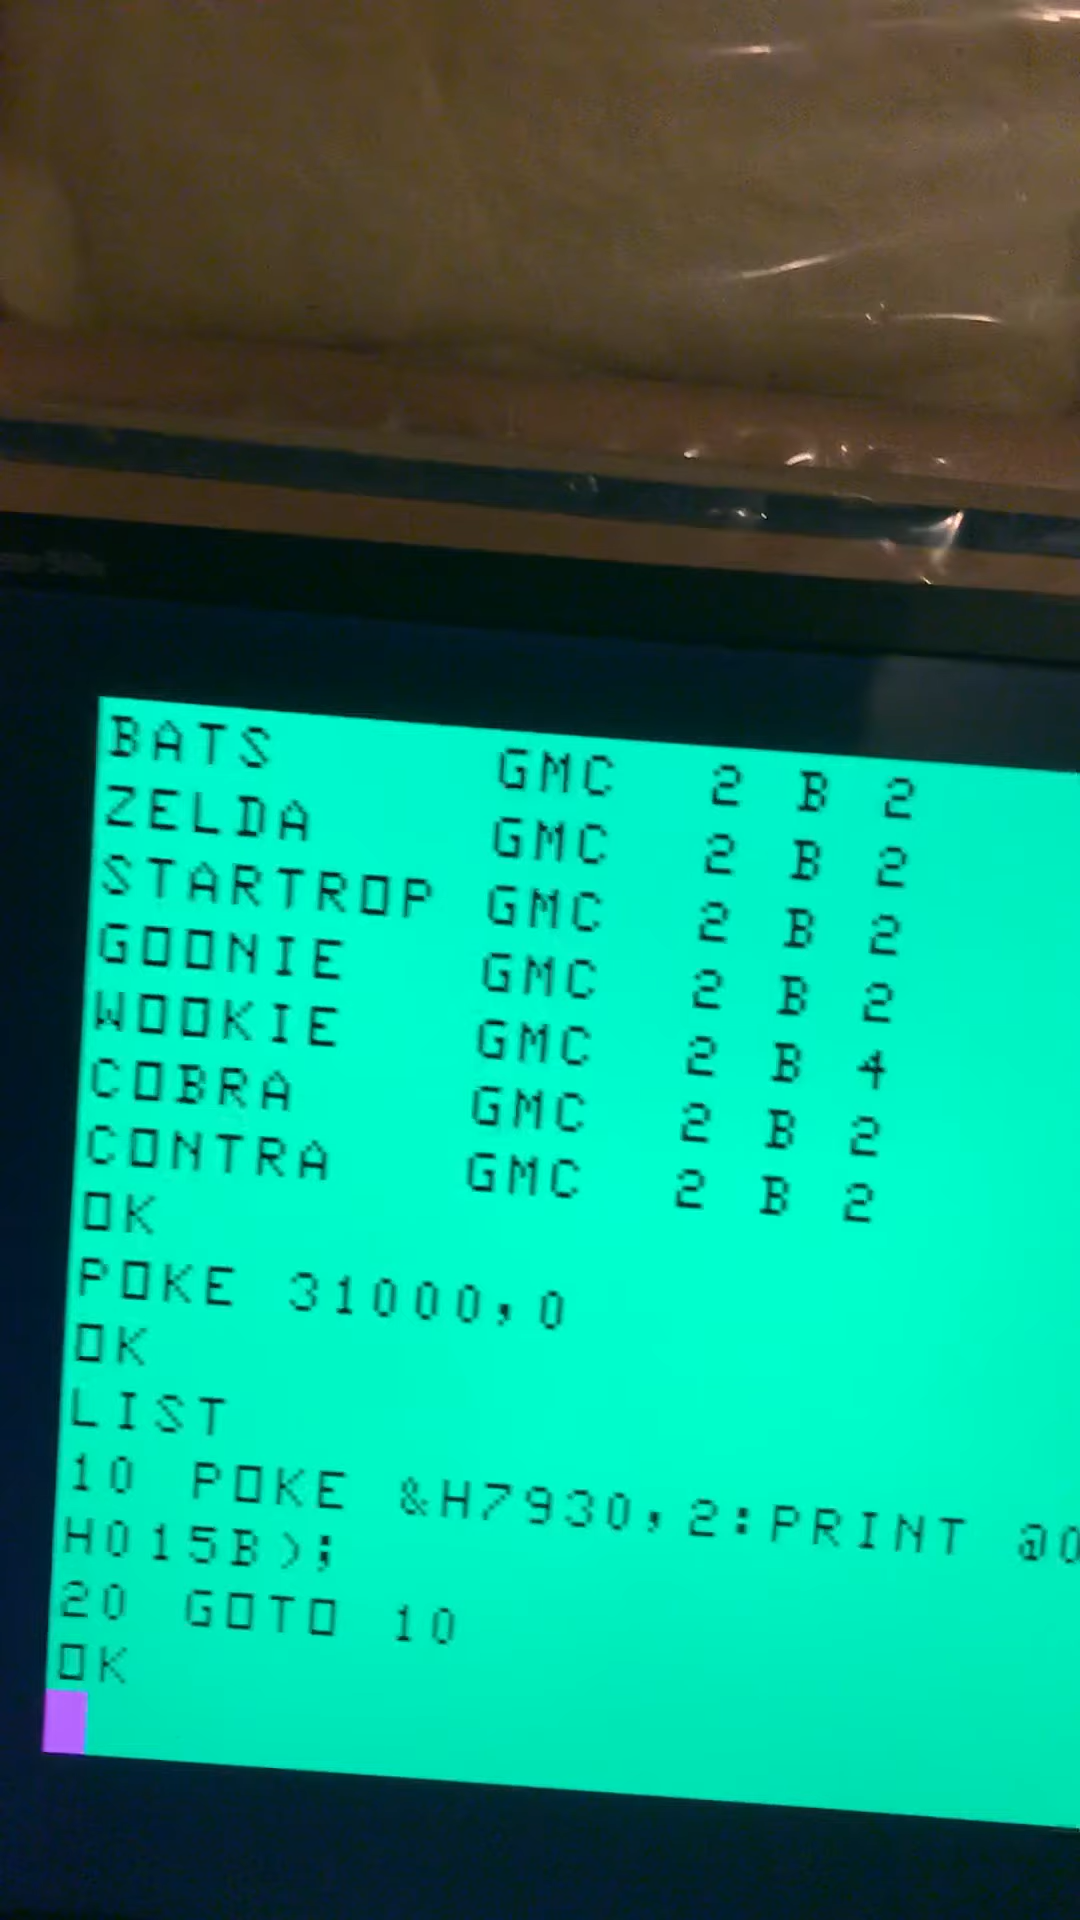 BATS GMC 2 B 2
ZELDA GMC 2 B 2
STARTROP GMC 2 B 2
GOONIE GMC 2 B 2
WOOKIE GMC 2 B 4
COBRA GMC 2 B 2
CONTRA GMC 2 B 2
OK
POKE 31000,0
OK
LIST
10 POKE &H7930,2:PRINT @0
H015B);
20 GOTO 10
OK